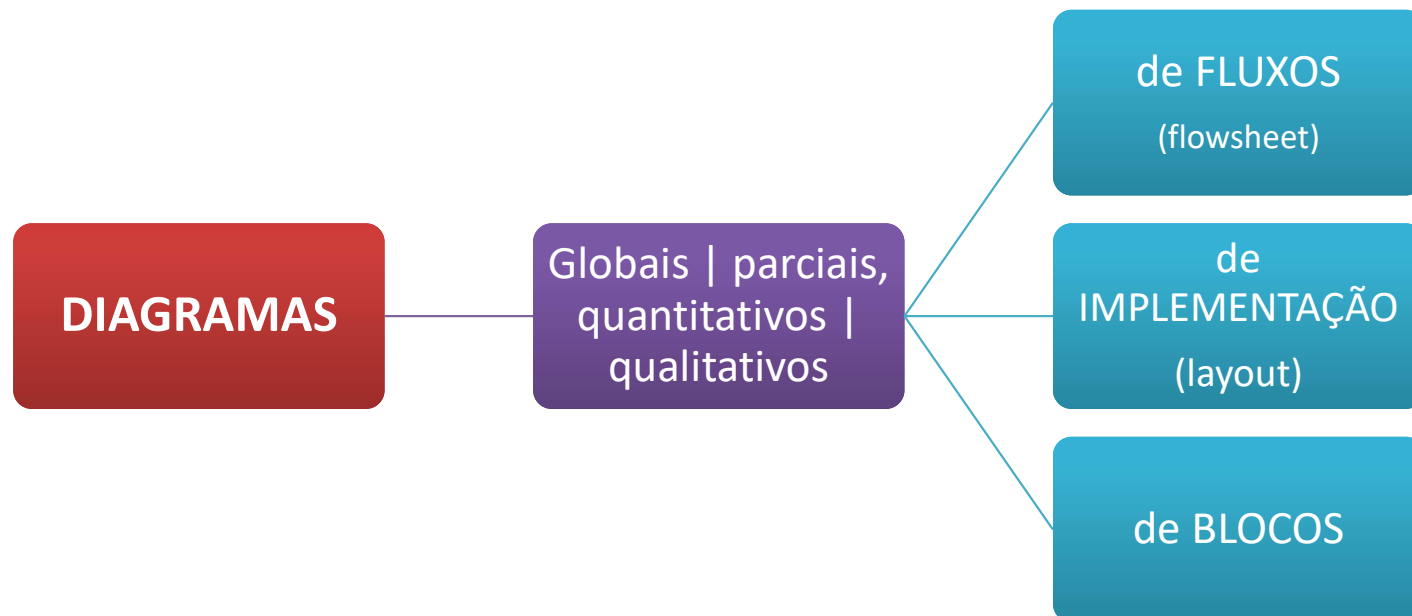 DIAGRAMAS
Globais | parciais,
quantitativos |
qualitativos
de FLUXOS
(flowsheet)
de
IMPLEMENTAÇÃO
(layout)
de BLOCOS